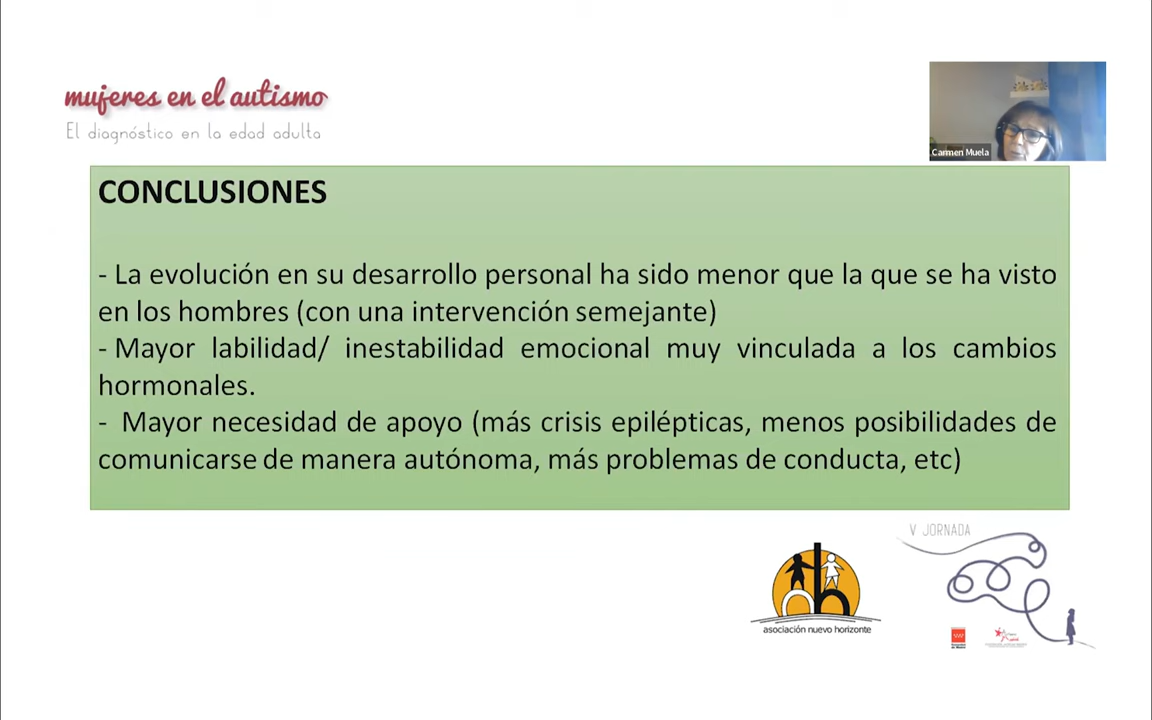 mujeres en el autismo
El diagnóstico en la edad adulta
Carmen Muela
CONCLUSIONES
- La evolución en su desarrollo personal ha sido menor que la que se ha visto
en los hombres (con una intervención semejante)
- Mayor labilidad/ inestabilidad emocional muy vinculada a los cambios
hormonales.
- Mayor necesidad de apoyo (más crisis epilépticas, menos posibilidades de
comunicarse de manera autónoma, más problemas de conducta, etc)
V JORNADA
asociación nuevo horizonte